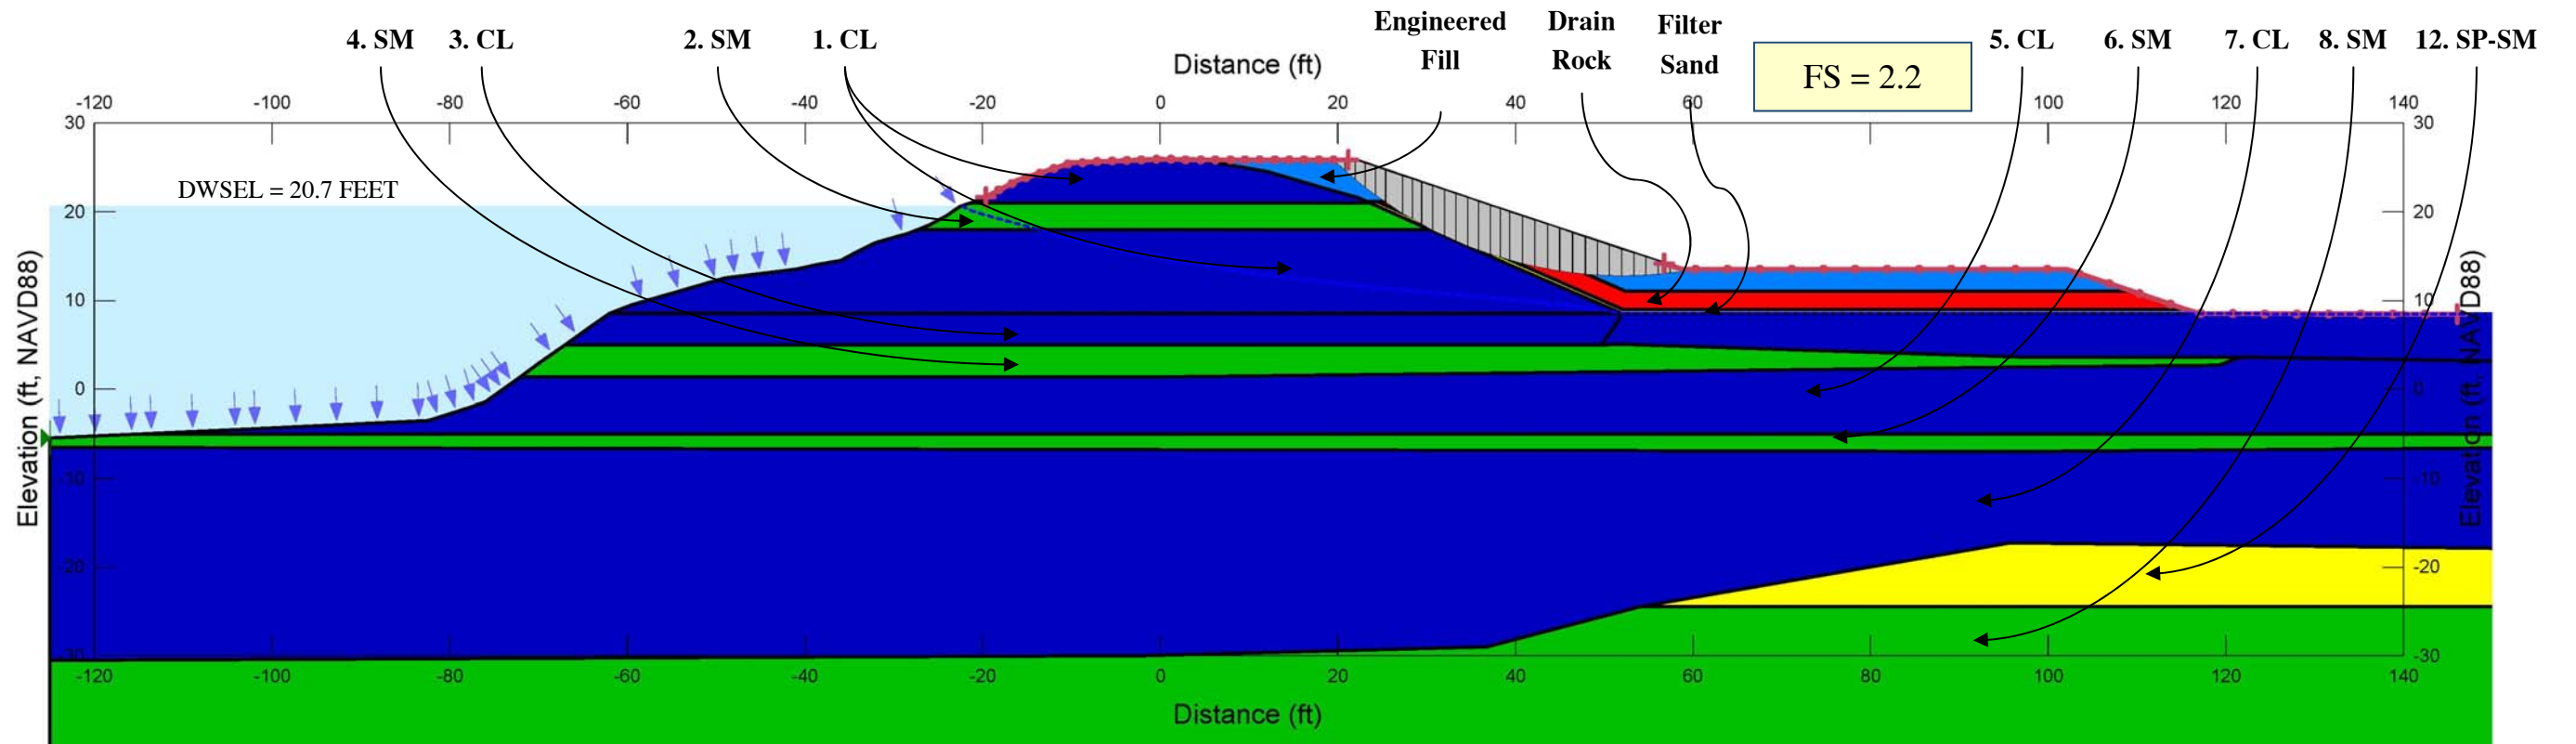 4. SM 3. CL 2. SM 1. CL Engineered Fill Drain Rock Filter Sand 5. CL 6. SM 7. CL 8. SM 12. SP-SM
FS = 2.2
Distance (ft)
-120 -100 -80 -60 -40 -20 0 20 40 60 100 120 140
DWSEL = 20.7 FEET
Elevation (ft, NAVD88)
30
20
10
0
-10
-20
-30
30
20
10
0
-10
-20
-30
Elevation (ft, NAVD88)
-120 -100 -80 -60 -40 -20 0 20 40 60 80 100 120 140
Distance (ft)